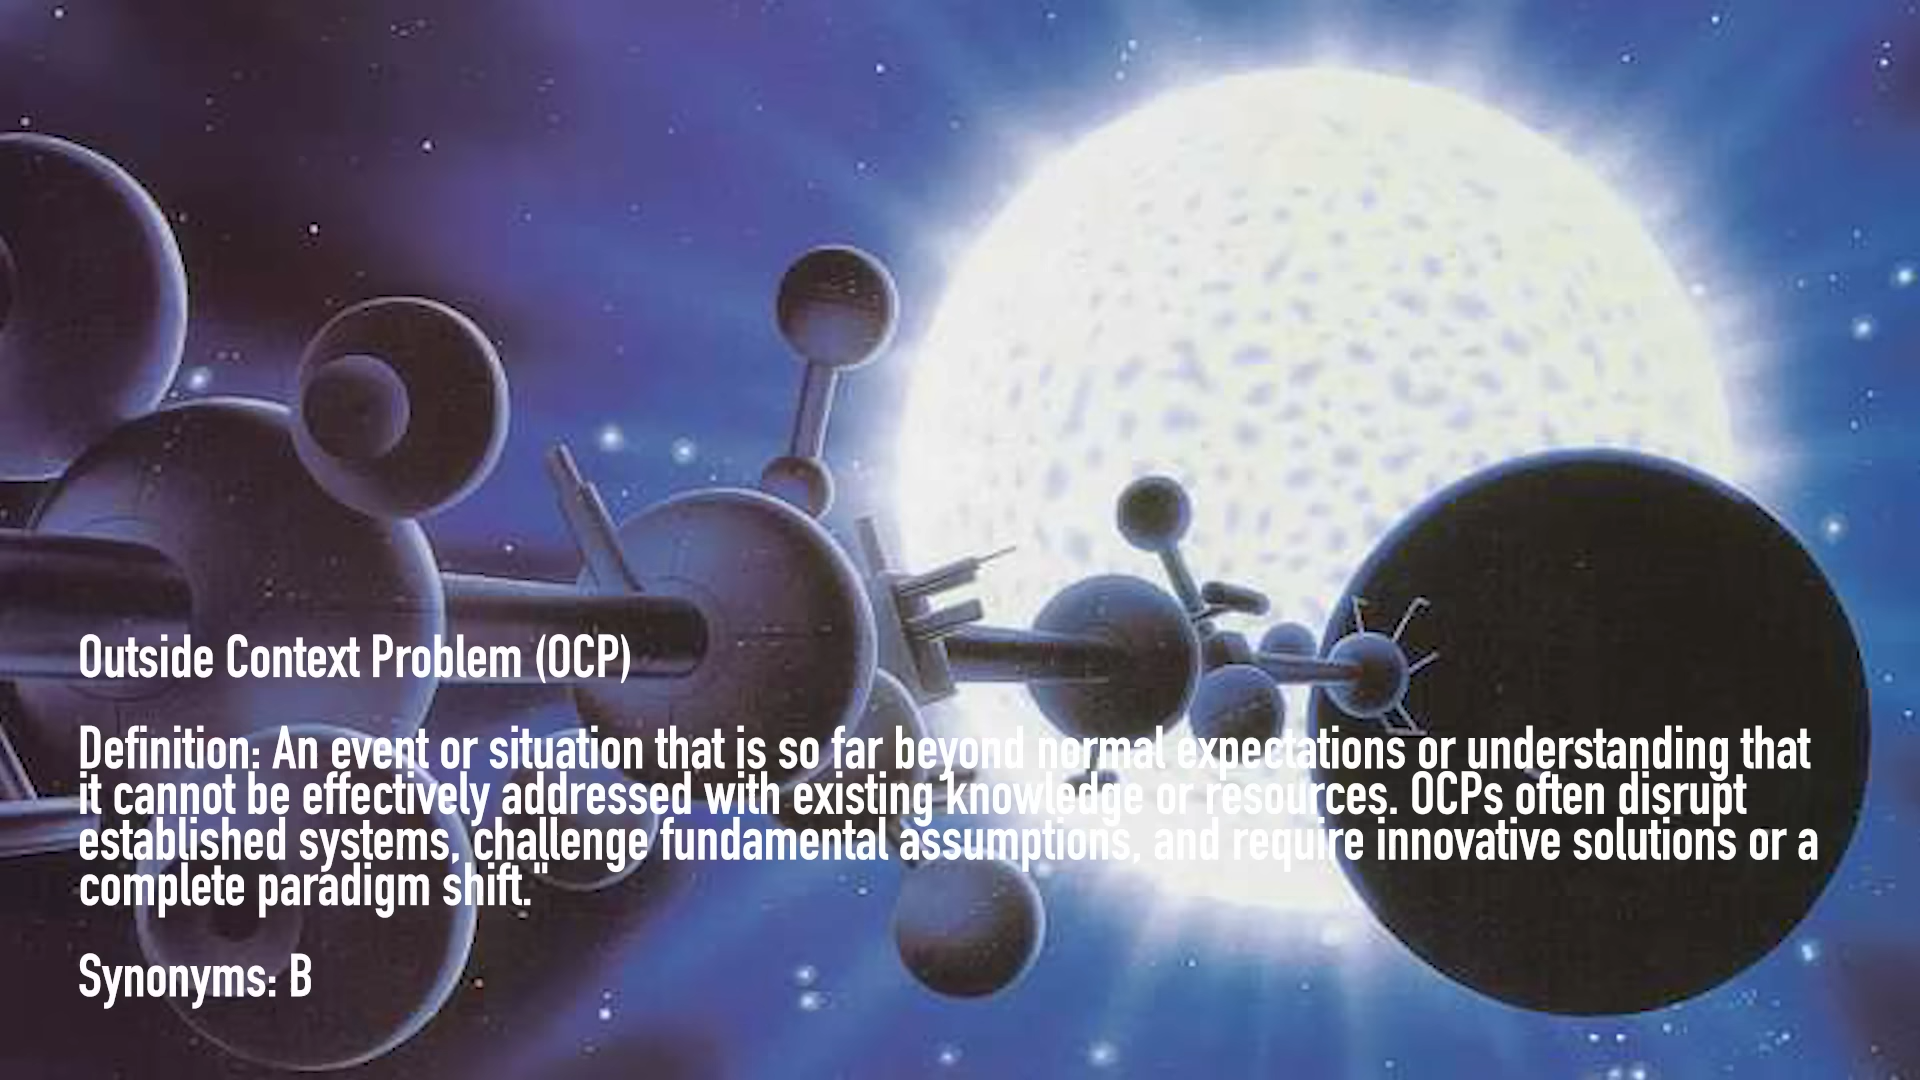 Outside Context Problem (OCP)
Definition: An event or situation that is so far beyond normal expectations or understanding that
it cannot be effectively addressed with existing knowledge or resources. OCPs often disrupt
established systems, challenge fundamental assumptions, and require innovative solutions or a
complete paradigm shift."
Synonyms: B